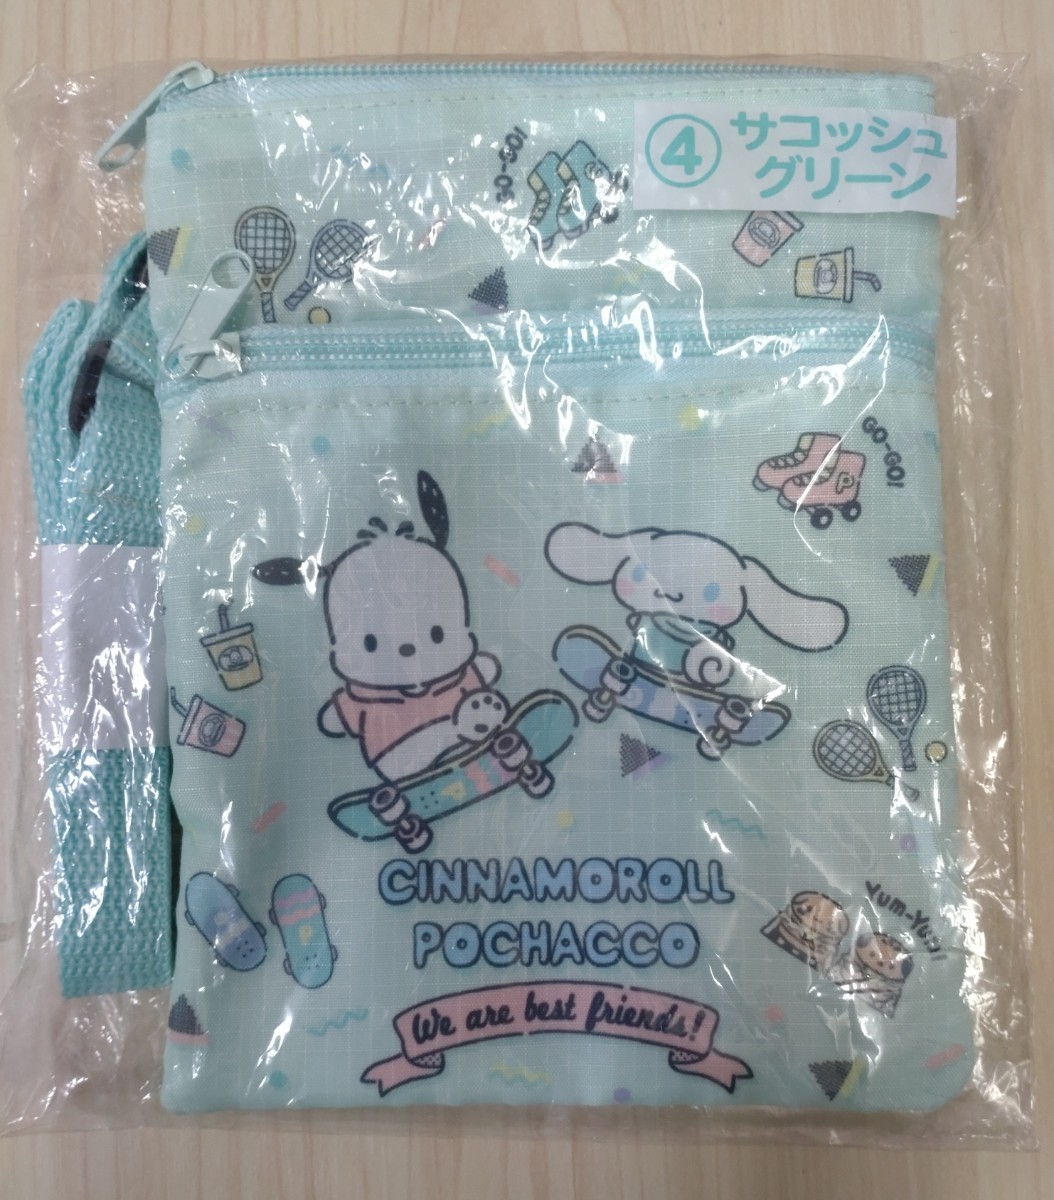 ④ サコッシュ
グリーン
GO-GO!
GO-GO!
P
P
CINNAMOROLL
POCHACCO
P
Yum-Yum!
We are best friends!